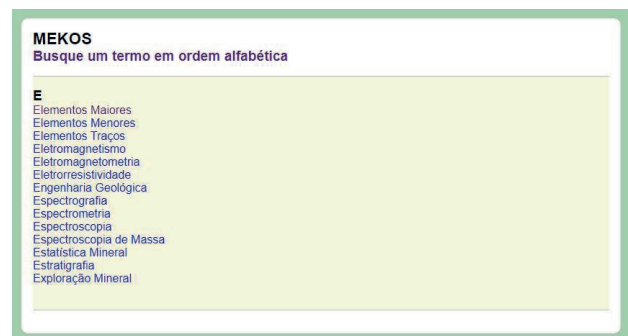 MEKOS
Busque um termo em ordem alfabética
E
Elementos Maiores
Elementos Menores
Elementos Traços
Eletromagnetismo
Eletromagnetometria
Eletrorresistividade
Engenharia Geológica
Espectrografia
Espectrometria
Espectroscopia
Espectroscopia de Massa
Estatística Mineral
Estratigrafia
Exploração Mineral